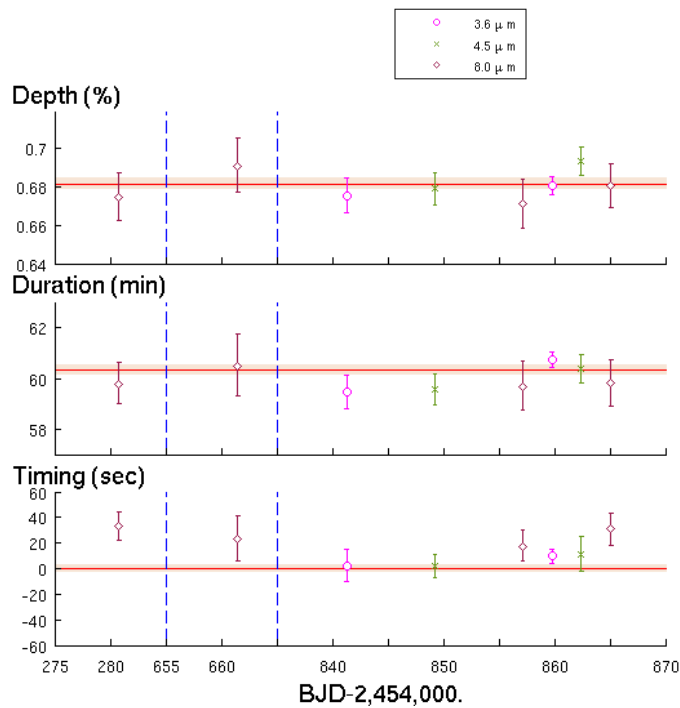 3.6 μ m
4.5 μ m
8.0 μ m
Depth (%)
0.7
0.68
0.66
0.64
Duration (min)
62
60
58
Timing (sec)
60
40
20
0
-20
-40
-60
275 280 655 660 840 850 860 870
BJD-2,454,000.